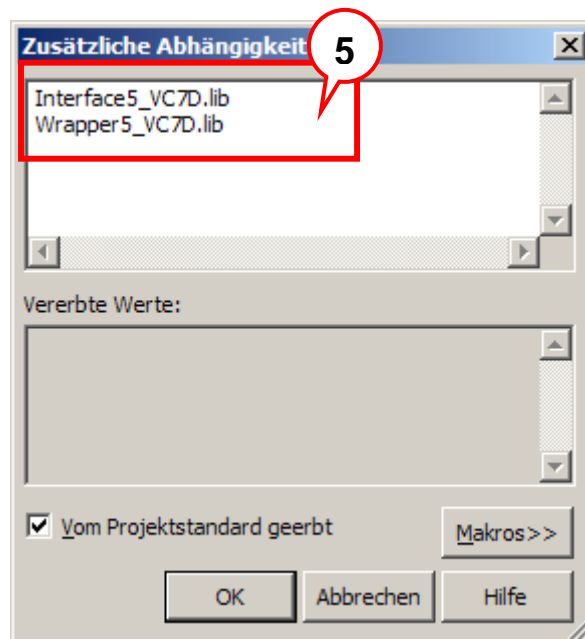 Zusätzliche Abhängigkeit
5
Interface5_VC7D.lib
Wrapper5_VC7D.lib
Vererbte Werte:
Vom Projektstandard geerbt
Makros>>
OK
Abbrechen
Hilfe